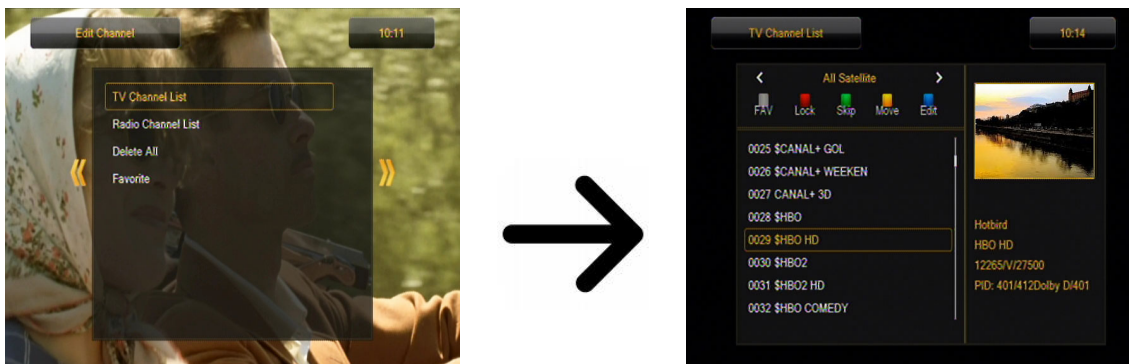 Edit Channel
10:11
TV Channel List
Radio Channel List
Delete All
Favorite
TV Channel List
10:14
All Satellite
FAV Lock Skip Move Edit
0025 $CANAL+ GOL
0026 $CANAL+ WEEKEN
0027 CANAL+ 3D
0028 $HBO
0029 $HBO HD
0030 $HBO2
0031 $HBO2 HD
0032 $HBO COMEDY
Hotbird
HBO HD
12265/V/27500
PID: 401/412Dolby D/401